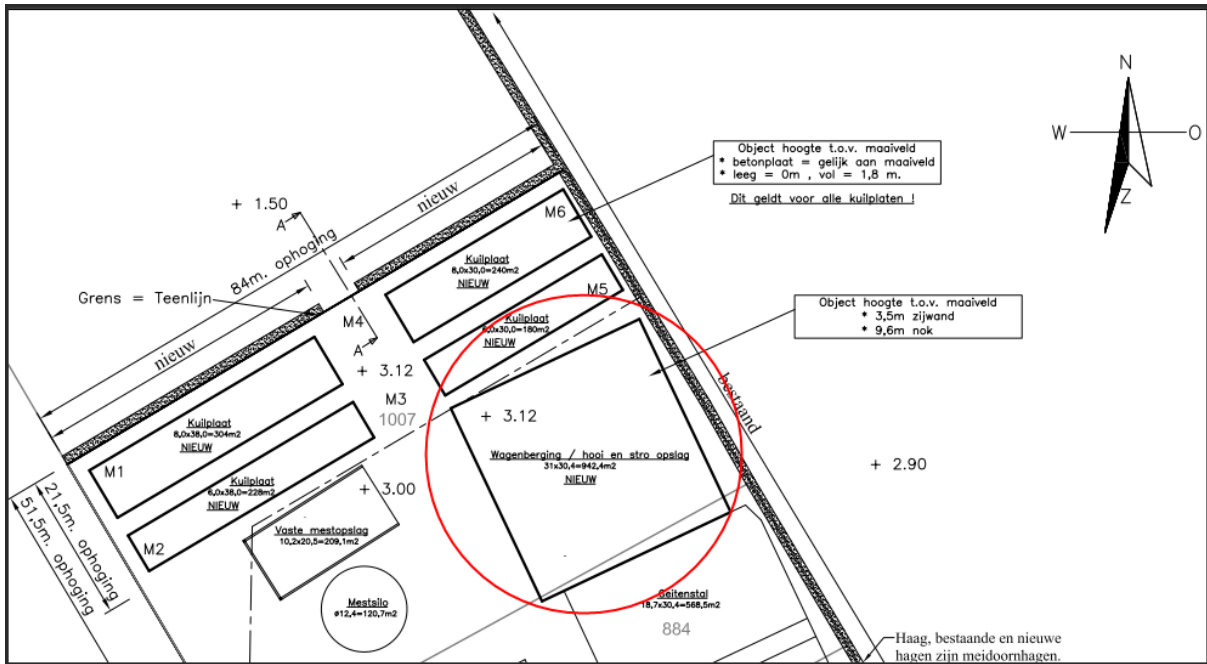 N
W
O
Z
Object hoogte t.o.v. maaiveld
* betonplaat = gelijk aan maaiveld
* leeg = 0m , vol = 1,8 m.
Dit geldt voor alle kuilplaten !
+ 1.50
A
nieuw
84m. ophoging
M6
Kuilplaat
8,0x30,0=240m2
NIEUW
Grens = Teenlijn
M5
Object hoogte t.o.v. maaiveld
* 3,5m zijwand
* 9,6m nok
M4
Kuilplaat
6,0x30,0=180m2
NIEUW
A
nieuw
+ 3.12
bestaand
M3
1007
+ 3.12
Kuilplaat
8,0x38,0=304m2
NIEUW
Wagenberging / hooi en stro opslag
31x30,4=942,4m2
NIEUW
+ 2.90
M1
Kuilplaat
6,0x38,0=228m2
NIEUW
+ 3.00
21,5m. ophoging
51,5m. ophoging
Vaste mestopslag
10,2x20,5=209,1m2
M2
Mestsilo
ø12,4=120,7m2
Geitenstal
18,7x30,4=568,5m2
884
Haag, bestaande en nieuwe
hagen zijn meidoornhagen.